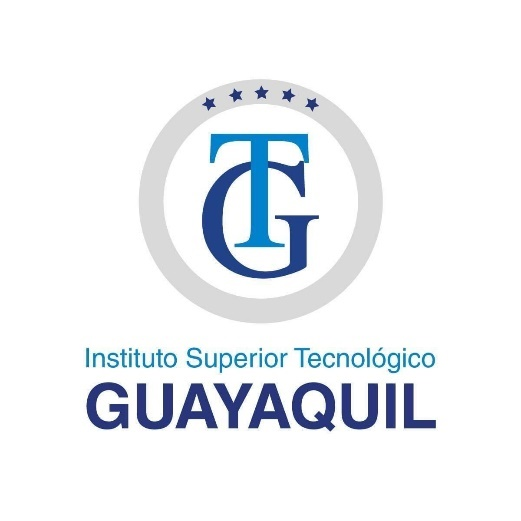 TG
Instituto Superior Tecnológico
GUAYAQUIL